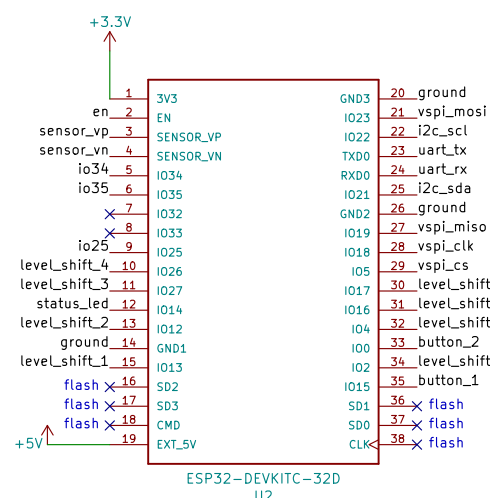 +3.3V
1 3V3 GND3 20 ground
en 2 EN IO23 21 vspi_mosi
sensor_vp 3 SENSOR_VP IO22 22 i2c_scl
sensor_vn 4 SENSOR_VN TXD0 23 uart_tx
io34 5 IO34 RXD0 24 uart_rx
io35 6 IO35 IO21 25 i2c_sda
7 IO32 GND2 26 ground
8 IO33 IO19 27 vspi_miso
io25 9 IO25 IO18 28 vspi_clk
level_shift_4 10 IO26 IO5 29 vspi_cs
level_shift_3 11 IO27 IO17 30 level_shift
status_led 12 IO14 IO16 31 level_shift
level_shift_2 13 IO12 IO4 32 level_shift
ground 14 GND1 IO0 33 button_2
level_shift_1 15 IO13 IO2 34 level_shift
flash 16 SD2 IO15 35 button_1
flash 17 SD3 SD1 36 flash
flash 18 CMD SD0 37 flash
+5V 19 EXT_5V CLK 38 flash
ESP32-DEVKITC-32D
U2